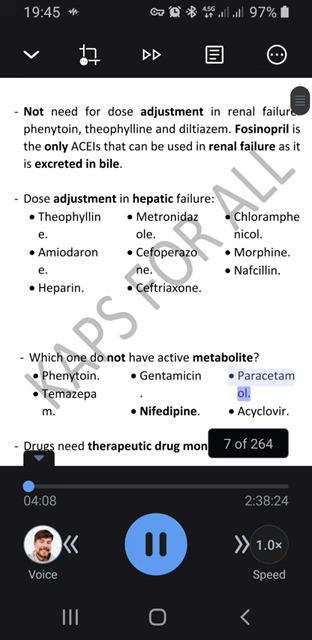 19:45
4.5G
97%
- Not need for dose adjustment in renal failure:
phenytoin, theophylline and diltiazem. Fosinopril is
the only ACEIs that can be used in renal failure as it
is excreted in bile.
- Dose adjustment in hepatic failure:
• Theophyllin
e.
• Amiodaron
e.
• Heparin.
• Metronidaz
ole.
• Cefoperazo
ne.
• Ceftriaxone.
• Chloramphe
nicol.
• Morphine.
• Nafcillin.
- Which one do not have active metabolite?
• Phenytoin.
• Temazepa
m.
• Gentamicin
.
• Nifedipine.
• Paracetam
ol.
• Acyclovir.
- Drugs need therapeutic drug mon
7 of 264
KAPS FOR ALL
04:08
2:38:24
1.0×
Voice
Speed